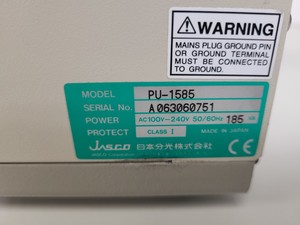 ⚠WARNING
MAINS PLUG GROUND PIN
OR GROUND TERMINAL
MUST BE CONNECTED
TO GROUND.
MODEL PU-1585
SERIAL No. A063060751
POWER AC100V-240V 50/60Hz 185 VA
PROTECT CLASS I MADE IN JAPAN
JASCO 日本分光株式会社